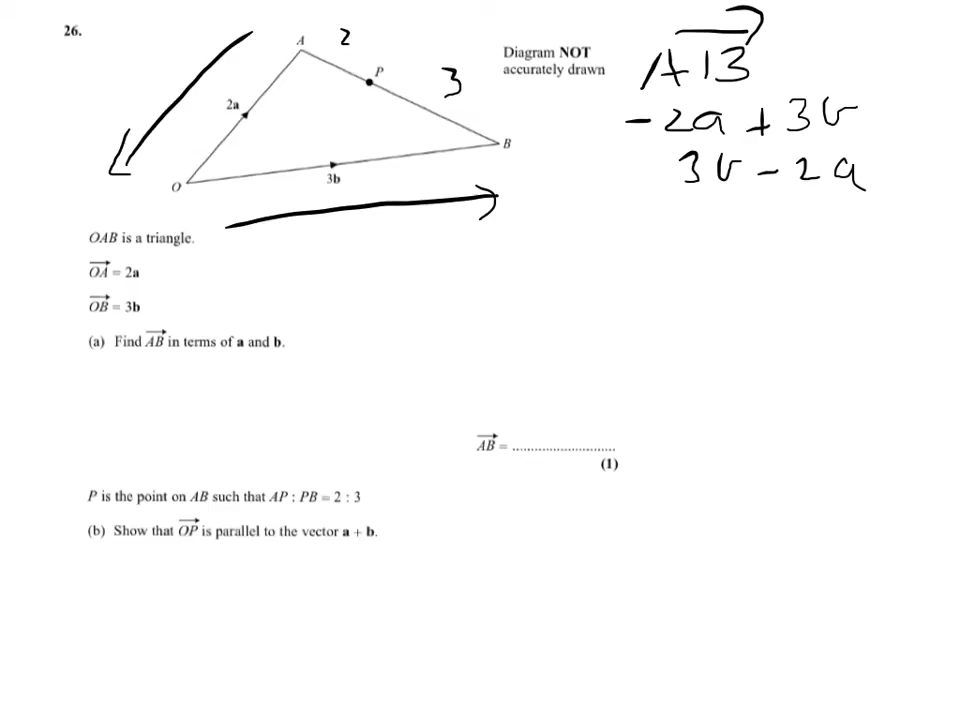 26.
A 2
P
3
Diagram NOT
accurately drawn
AB
-2a + 3b
3b - 2a
2a
B
O
3b
OAB is a triangle.
OA = 2a
OB = 3b
(a) Find AB in terms of a and b.
AB = ............................
(1)
P is the point on AB such that AP : PB = 2 : 3
(b) Show that OP is parallel to the vector a + b.